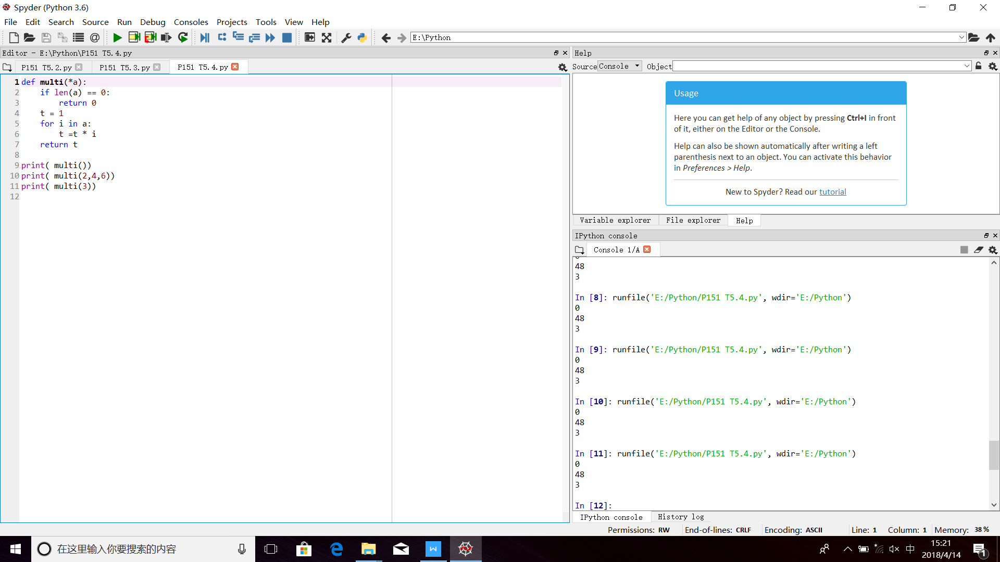 Spyder (Python 3.6)
File Edit Search Source Run Debug Consoles Projects Tools View Help
E:\Python
Editor - E:\Python\P151 T5.4.py
P151 T5.2.py P151 T5.3.py P151 T5.4.py
1 def multi(*a):
2     if len(a) == 0:
3         return 0
4     t = 1
5     for i in a:
6         t =t * i
7     return t
8
9 print( multi())
10 print( multi(2,4,6))
11 print( multi(3))
12
Help
Source Console Object
Usage
Here you can get help of any object by pressing Ctrl+I in front
of it, either on the Editor or the Console.
Help can also be shown automatically after writing a left
parenthesis next to an object. You can activate this behavior
in Preferences > Help.
New to Spyder? Read our tutorial
Variable explorer File explorer Help
IPython console
Console 1/A
48
3
In [8]: runfile('E:/Python/P151 T5.4.py', wdir='E:/Python')
0
48
3
In [9]: runfile('E:/Python/P151 T5.4.py', wdir='E:/Python')
0
48
3
In [10]: runfile('E:/Python/P151 T5.4.py', wdir='E:/Python')
0
48
3
In [11]: runfile('E:/Python/P151 T5.4.py', wdir='E:/Python')
0
48
3
In [12]:
IPython console History log
Permissions: RW End-of-lines: CRLF Encoding: ASCII Line: 1 Column: 1 Memory: 38 %
在这里输入你要搜索的内容
中
15:21
2018/4/14
1